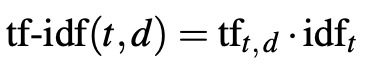 tf-idf(t,d) = tf_{t,d} · idf_t